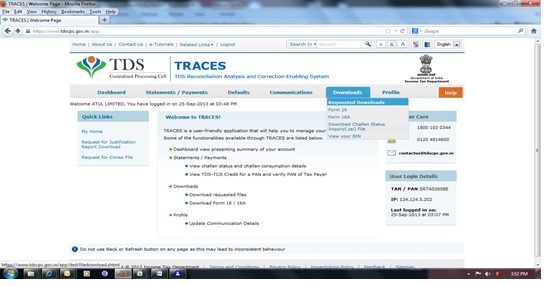 TRACES | Welcome Page - Mozilla Firefox
File Edit View History Bookmarks Tools Help
TRACES | Welcome Page
https://www.tdscpc.gov.in/app/
Google
Home | About Us | Contact Us | e-Tutorials | Related Links | Logout
Search In
English
TDS
Centralized Processing Cell
TRACES
TDS Reconciliation Analysis and Correction Enabling System
Income Tax Department
Dashboard Statements / Payments Defaults Communications Downloads Profile Help
Welcome ATUL LIMITED, You have logged in on 25-Sep-2013 at 03:48 PM
Requested Downloads
Form 16
Form 16A
Download Challan Status
Inquiry(.csi) File
View your BIN
Quick Links
My Home
Request for Justification
Report Download
Request for Conso File
Welcome to TRACES!
TRACES is a user-friendly application that will help you to manage your
Some of the functionalities available through TRACES are listed below.
Dashboard view presenting summary of your account
Statements / Payments
View challan status and challan consumption details
View TDS-TCS Credit for a PAN and verify PAN of Tax Payer
Downloads
Download requested files
Download Form 16 / 16A
Profile
Update Communication Details
er Care
1800 103 0344
0120 4814600
contactus@tdscpc.gov.in
User Login Details
TAN / PAN SRTA02608E
IP: 124.124.5.202
Last logged in on:
25-Sep-2013 at 03:07 PM
Do not use Back or Refresh button on any page as this may lead to inconsistent behaviour
https://www.tdscpc.gov.in/app/ded/filedownload.xhtml
2012 Income Tax Department Terms and Conditions Privacy Policy Hyperlinking Policy Feedback Sitemap
3:52 PM